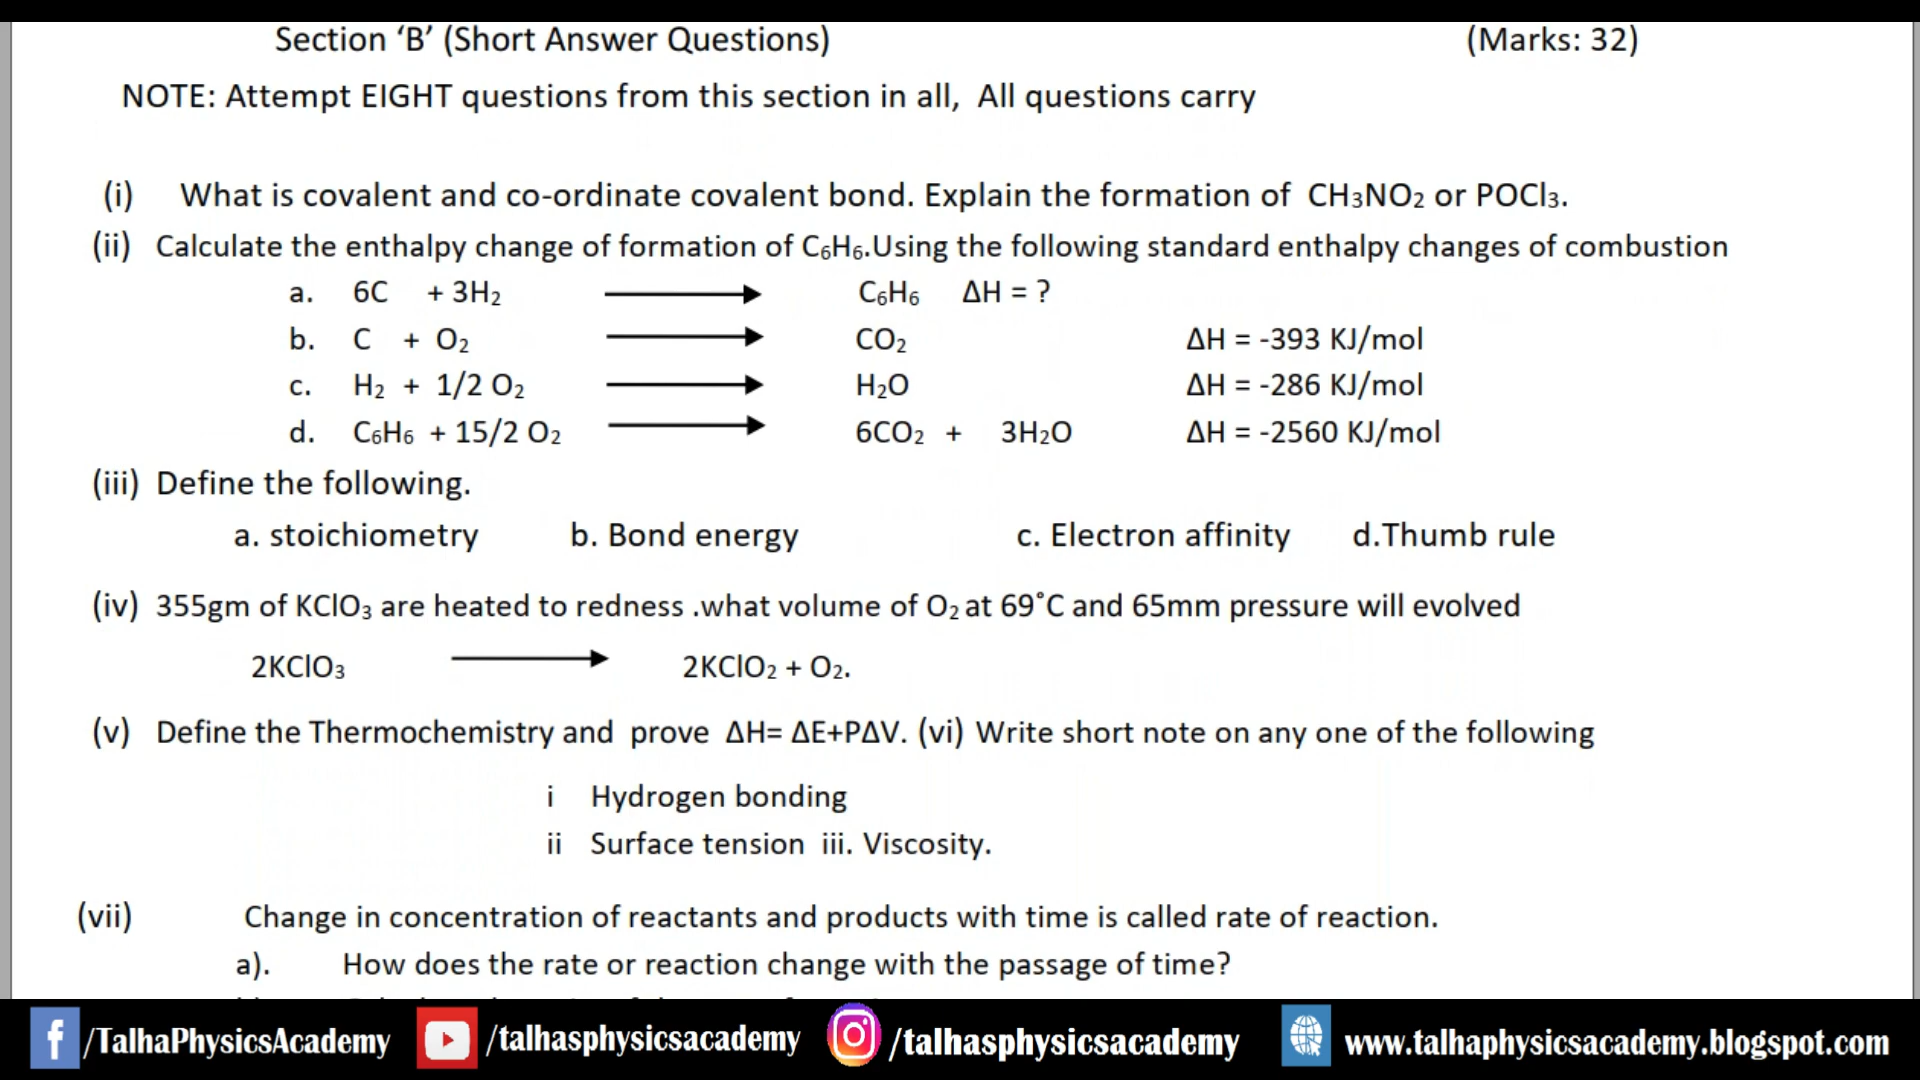 Section ‘B’ (Short Answer Questions) (Marks: 32)
NOTE: Attempt EIGHT questions from this section in all, All questions carry
(i) What is covalent and co-ordinate covalent bond. Explain the formation of CH₃NO₂ or POCl₃.
(ii) Calculate the enthalpy change of formation of C₆H₆.Using the following standard enthalpy changes of combustion
a. 6C + 3H₂ ⟶ C₆H₆ ΔH = ?
b. C + O₂ ⟶ CO₂ ΔH = -393 KJ/mol
c. H₂ + 1/2 O₂ ⟶ H₂O ΔH = -286 KJ/mol
d. C₆H₆ + 15/2 O₂ ⟶ 6CO₂ + 3H₂O ΔH = -2560 KJ/mol
(iii) Define the following.
a. stoichiometry b. Bond energy c. Electron affinity d.Thumb rule
(iv) 355gm of KClO₃ are heated to redness .what volume of O₂ at 69˚C and 65mm pressure will evolved
2KClO₃ ⟶ 2KClO₂ + O₂.
(v) Define the Thermochemistry and prove ΔH= ΔE+PΔV. (vi) Write short note on any one of the following
i Hydrogen bonding
ii Surface tension iii. Viscosity.
(vii) Change in concentration of reactants and products with time is called rate of reaction.
a). How does the rate or reaction change with the passage of time?
/TalhaPhysicsAcademy /talhasphysicsacademy /talhasphysicsacademy www.talhaphysicsacademy.blogspot.com